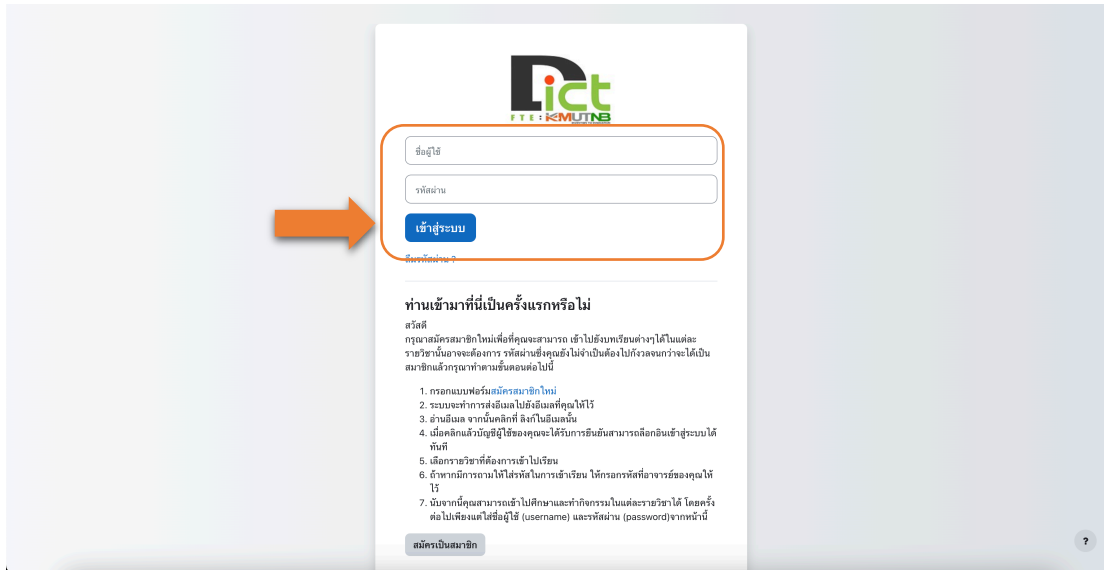 Dict
FTE:KMUTNB
ชื่อผู้ใช้
รหัสผ่าน
เข้าสู่ระบบ
ลืมรหัสผ่าน ?
ท่านเข้ามาที่นี่เป็นครั้งแรกหรือไม่
สวัสดี
กรุณาสมัครสมาชิกใหม่เพื่อที่คุณจะสามารถ เข้าไปยังบทเรียนต่างๆได้ในแต่ละ
รายวิชานั้นอาจจะต้องการ รหัสผ่านซึ่งคุณยังไม่จำเป็นต้องไปกังวลจนกว่าจะได้เป็น
สมาชิกแล้วกรุณาทำตามขั้นตอนต่อไปนี้
1. กรอกแบบฟอร์มสมัครสมาชิกใหม่
2. ระบบจะทำการส่งอีเมลไปยังอีเมลที่คุณให้ไว้
3. อ่านอีเมล จากนั้นคลิกที่ ลิงก์ในอีเมลนั้น
4. เมื่อคลิกแล้วบัญชีผู้ใช้ของคุณจะได้รับการยืนยันสามารถล็อกอินเข้าสู่ระบบได้
ทันที
5. เลือกรายวิชาที่ต้องการเข้าไปเรียน
6. ถ้าหากมีการถามให้ใส่รหัสในการเข้าเรียน ให้กรอกรหัสที่อาจารย์ของคุณให้
ไว้
7. นับจากนี้คุณสามารถเข้าไปศึกษาและทำกิจกรรมในแต่ละรายวิชาได้ โดยครั้ง
ต่อไปเพียงแต่ใส่ชื่อผู้ใช้ (username) และรหัสผ่าน (password)จากหน้านี้
สมัครเป็นสมาชิก
?